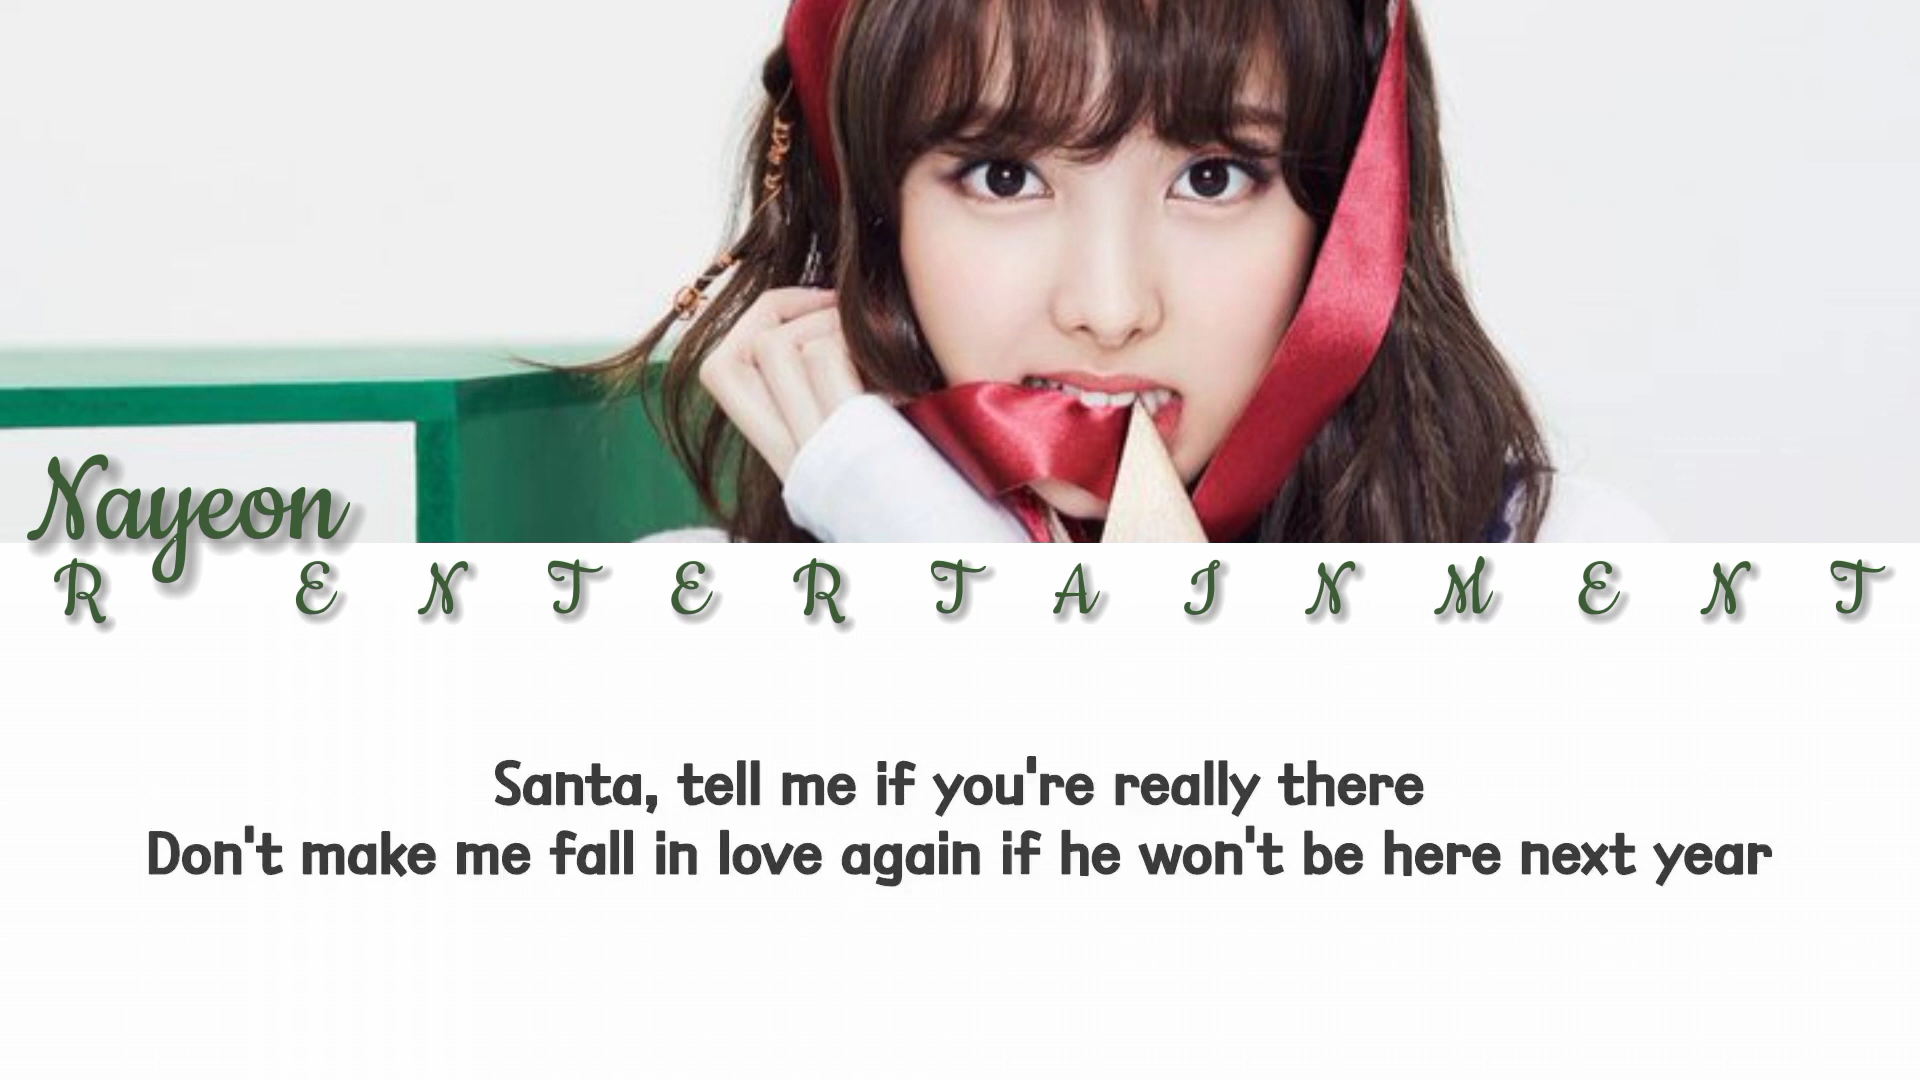 Nayeon
R ENTERTAINMENT
Santa, tell me if you're really there
Don't make me fall in love again if he won't be here next year